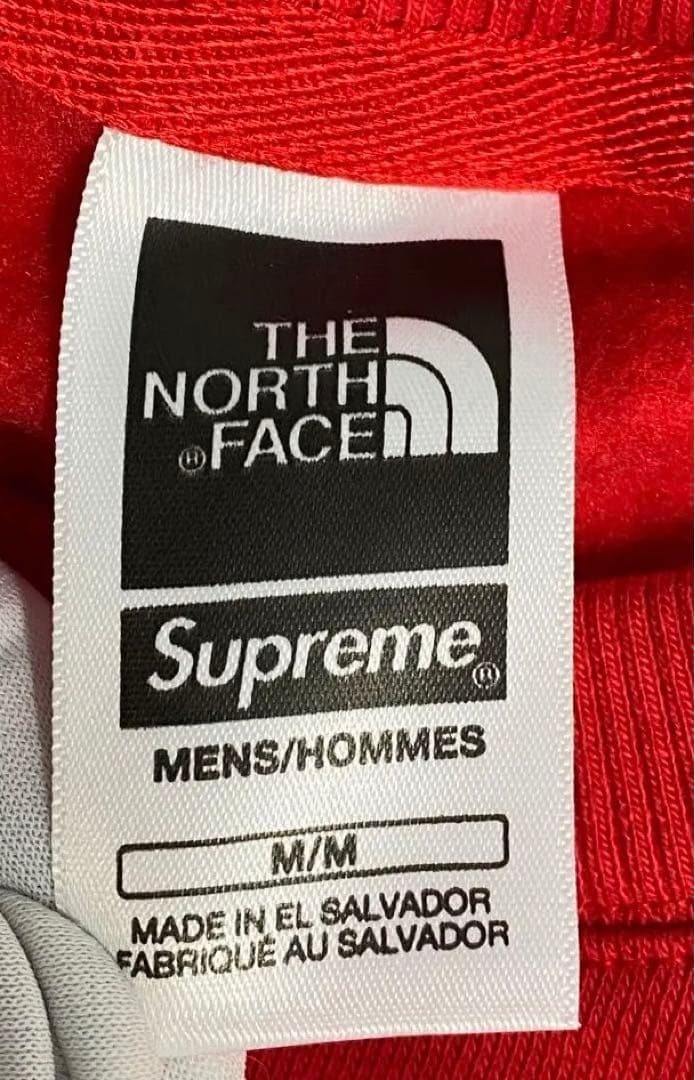 THE
NORTH
FACE
Supreme®
MENS/HOMMES
M/M
MADE IN EL SALVADOR
FABRIQUÉ AU SALVADOR